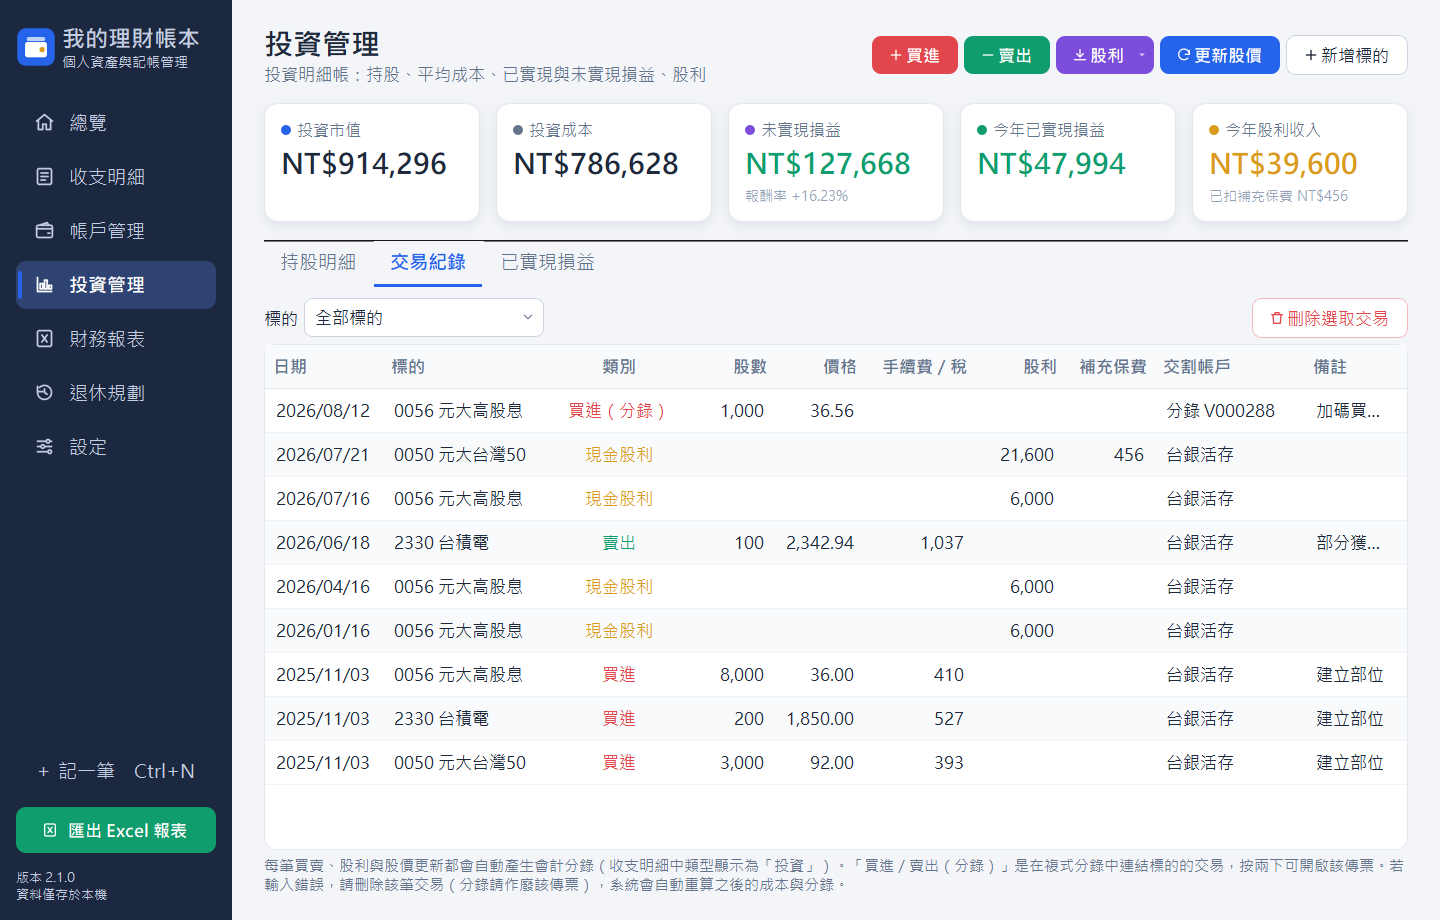 我的理財帳本
個人資產與記帳管理
總覽
收支明細
帳戶管理
投資管理
財務報表
退休規劃
設定
+ 記一筆 Ctrl+N
匯出 Excel 報表
版本 2.1.0
資料僅存於本機
投資管理
投資明細帳：持股、平均成本、已實現與未實現損益、股利
+ 買進
− 賣出
股利
更新股價
+ 新增標的
投資市值
NT$914,296
投資成本
NT$786,628
未實現損益
NT$127,668
報酬率 +16.23%
今年已實現損益
NT$47,994
今年股利收入
NT$39,600
已扣補充保費 NT$456
持股明細 交易紀錄 已實現損益
標的 全部標的 刪除選取交易
日期 標的 類別 股數 價格 手續費 / 稅 股利 補充保費 交割帳戶 備註
2026/08/12 0056 元大高股息 買進（分錄） 1,000 36.56 分錄 V000288 加碼買...
2026/07/21 0050 元大台灣50 現金股利 21,600 456 台銀活存
2026/07/16 0056 元大高股息 現金股利 6,000 台銀活存
2026/06/18 2330 台積電 賣出 100 2,342.94 1,037 台銀活存 部分獲...
2026/04/16 0056 元大高股息 現金股利 6,000 台銀活存
2026/01/16 0056 元大高股息 現金股利 6,000 台銀活存
2025/11/03 0056 元大高股息 買進 8,000 36.00 410 台銀活存 建立部位
2025/11/03 2330 台積電 買進 200 1,850.00 527 台銀活存 建立部位
2025/11/03 0050 元大台灣50 買進 3,000 92.00 393 台銀活存 建立部位
每筆買賣、股利與股價更新都會自動產生會計分錄（收支明細中類型顯示為「投資」）。「買進 / 賣出（分錄）」是在複式分錄中連結標的的交易，按兩下可開啟該傳票。若
輸入錯誤，請刪除該筆交易（分錄請作廢該傳票），系統會自動重算之後的成本與分錄。